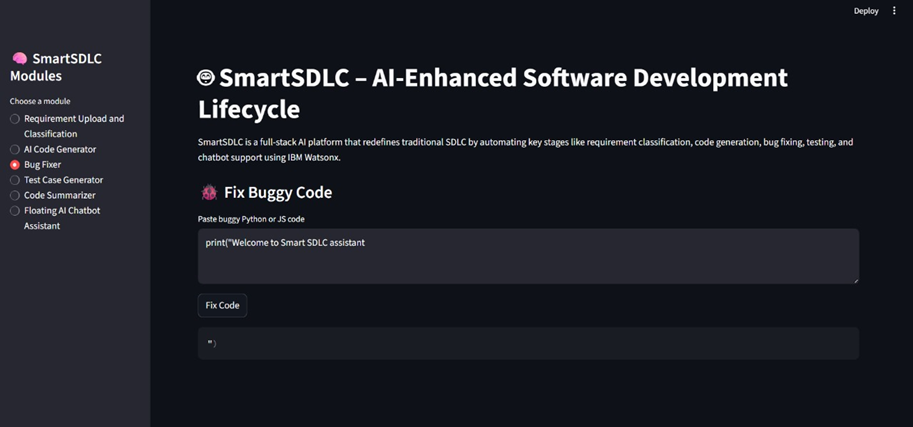 Deploy
SmartSDLC
Modules
Choose a module
Requirement Upload and
Classification
AI Code Generator
Bug Fixer
Test Case Generator
Code Summarizer
Floating AI Chatbot
Assistant
SmartSDLC – AI-Enhanced Software Development
Lifecycle
SmartSDLC is a full-stack AI platform that redefines traditional SDLC by automating key stages like requirement classification, code generation, bug fixing, testing, and
chatbot support using IBM Watsonx.
Fix Buggy Code
Paste buggy Python or JS code
print("Welcome to Smart SDLC assistant
Fix Code
")